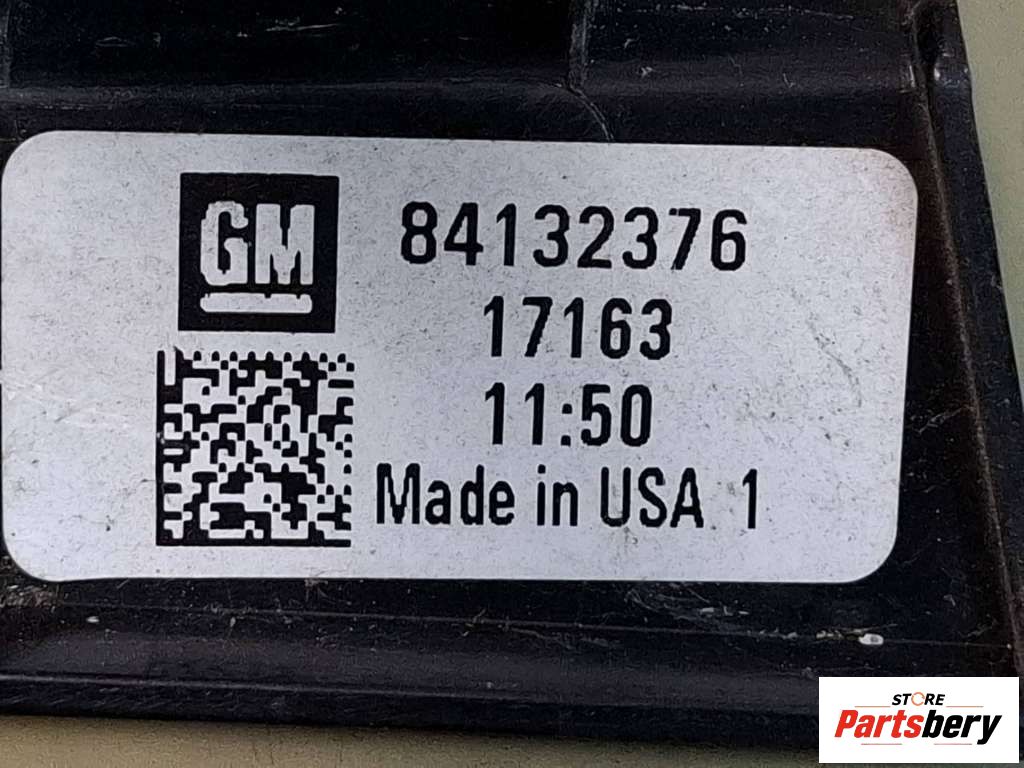 GM
84132376
17163
11:50
Made in USA 1
STORE
Partsbery